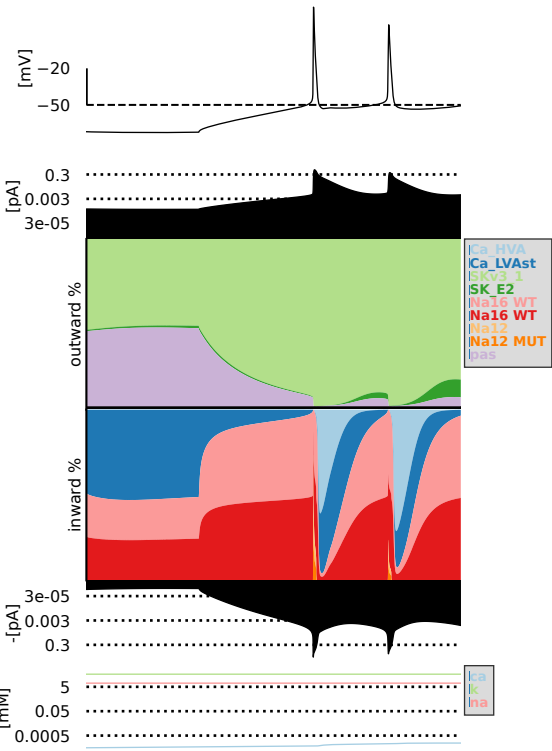 [mV]
−20
−50
[pA]
0.3
0.003
3e-05
outward %
Ca_HVA
Ca_LVAst
SKv3_1
SK_E2
Na16 WT
Na16 WT
Na12
Na12 MUT
pas
inward %
-[pA]
3e-05
0.003
0.3
[mM]
5
0.05
0.0005
ca
k
na